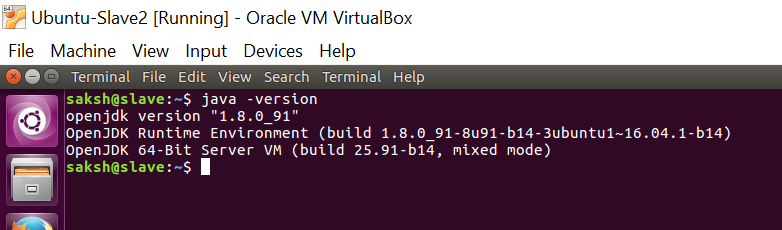 64
Ubuntu-Slave2 [Running] - Oracle VM VirtualBox
File Machine View Input Devices Help
Terminal File Edit View Search Terminal Help
saksh@slave:~$ java -version
openjdk version "1.8.0_91"
OpenJDK Runtime Environment (build 1.8.0_91-8u91-b14-3ubuntu1~16.04.1-b14)
OpenJDK 64-Bit Server VM (build 25.91-b14, mixed mode)
saksh@slave:~$